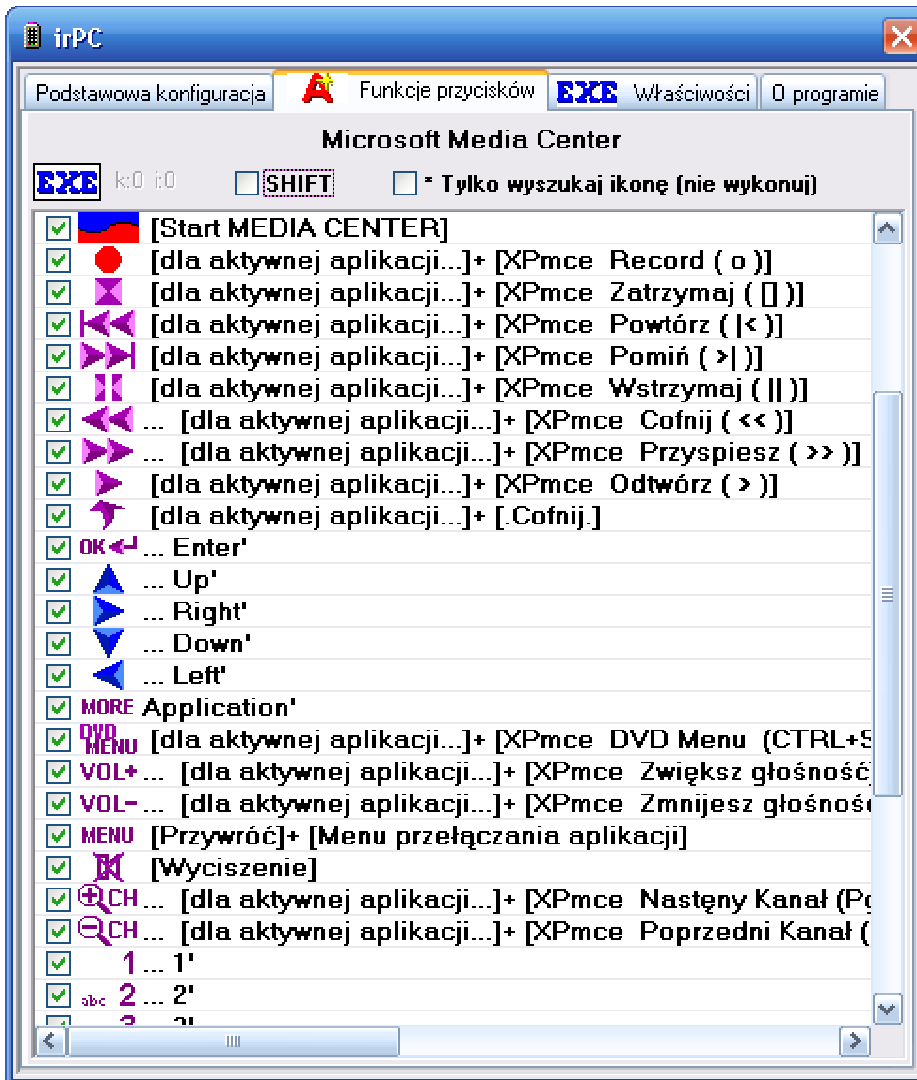 irPC
Podstawowa konfiguracja A Funkcje przycisków EXE Właściwości O programie
Microsoft Media Center
EXE k:0 i:0 SHIFT * Tylko wyszukaj ikonę (nie wykonuj)
[Start MEDIA CENTER]
[dla aktywnej aplikacji...]+ [XPmce Record ( o )]
[dla aktywnej aplikacji...]+ [XPmce Zatrzymaj ( [] )]
[dla aktywnej aplikacji...]+ [XPmce Powtórz ( |< )]
[dla aktywnej aplikacji...]+ [XPmce Pomiń ( >| )]
[dla aktywnej aplikacji...]+ [XPmce Wstrzymaj ( || )]
... [dla aktywnej aplikacji...]+ [XPmce Cofnij ( << )]
... [dla aktywnej aplikacji...]+ [XPmce Przyspiesz ( >> )]
[dla aktywnej aplikacji...]+ [XPmce Odtwórz ( > )]
[dla aktywnej aplikacji...]+ [.Cofnij.]
OK ... Enter'
... Up'
... Right'
... Down'
... Left'
MORE Application'
DVD MENU [dla aktywnej aplikacji...]+ [XPmce DVD Menu (CTRL+S
VOL+ ... [dla aktywnej aplikacji...]+ [XPmce Zwiększ głośność]
VOL- ... [dla aktywnej aplikacji...]+ [XPmce Zmnijesz głośnoś
MENU [Przywróć]+ [Menu przełączania aplikacji]
[Wyciszenie]
CH ... [dla aktywnej aplikacji...]+ [XPmce Nastęny Kanał (Pg
CH ... [dla aktywnej aplikacji...]+ [XPmce Poprzedni Kanał (
1 ... 1'
abc 2 ... 2'